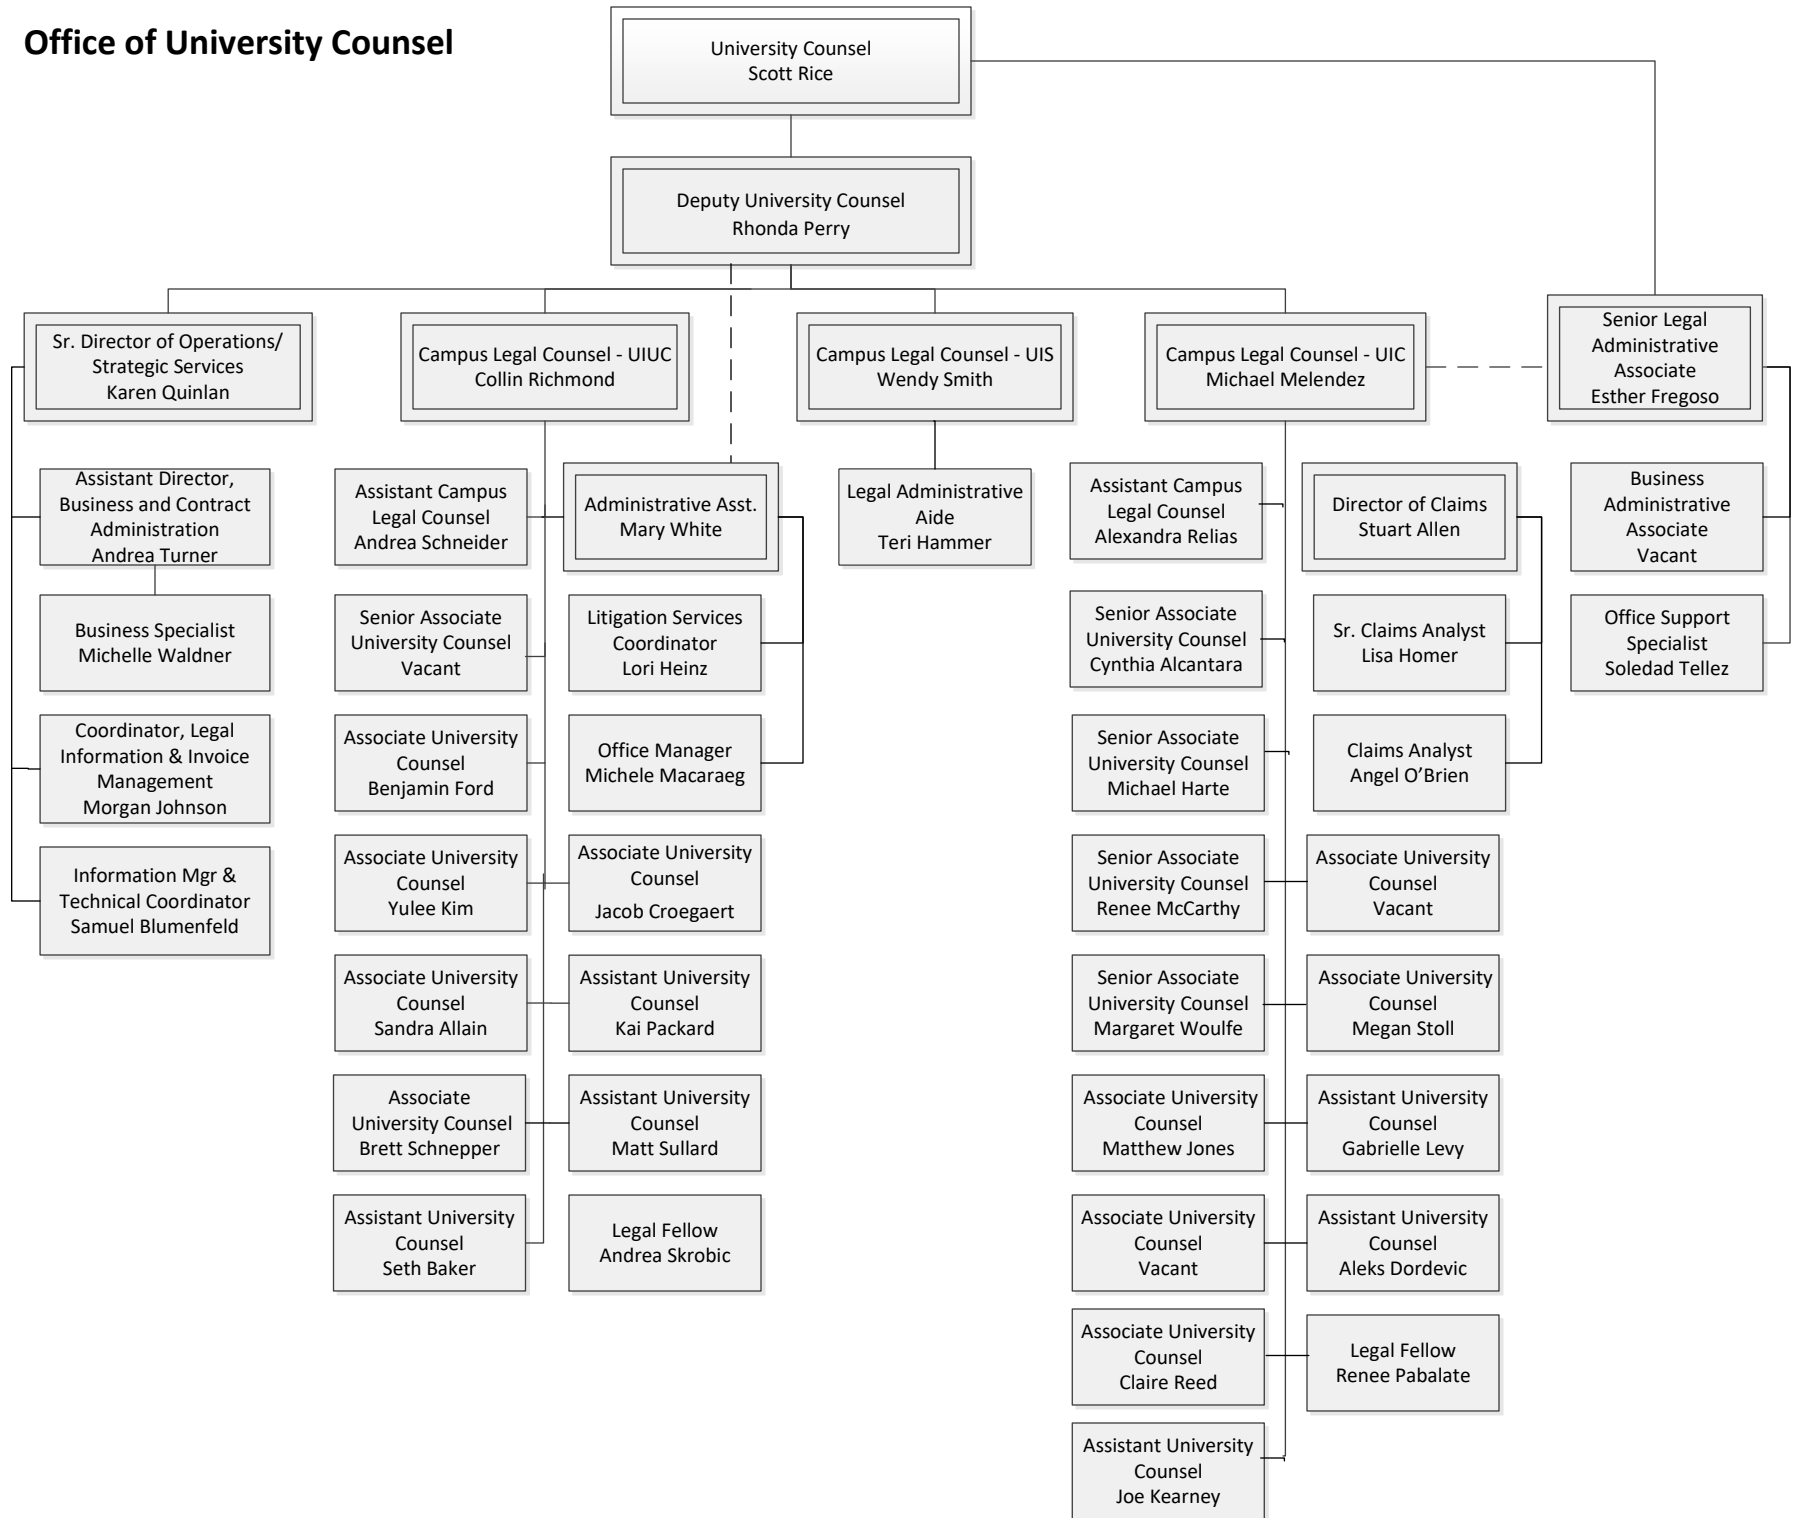 Office of University Counsel
University Counsel
Scott Rice
Deputy University Counsel
Rhonda Perry
Sr. Director of Operations/
Strategic Services
Karen Quinlan
Campus Legal Counsel - UIUC
Collin Richmond
Campus Legal Counsel - UIS
Wendy Smith
Campus Legal Counsel - UIC
Michael Melendez
Senior Legal
Administrative
Associate
Esther Fregoso
Assistant Director,
Business and Contract
Administration
Andrea Turner
Assistant Campus
Legal Counsel
Andrea Schneider
Administrative Asst.
Mary White
Legal Administrative
Aide
Teri Hammer
Assistant Campus
Legal Counsel
Alexandra Relias
Director of Claims
Stuart Allen
Business
Administrative
Associate
Vacant
Business Specialist
Michelle Waldner
Senior Associate
University Counsel
Vacant
Litigation Services
Coordinator
Lori Heinz
Senior Associate
University Counsel
Cynthia Alcantara
Sr. Claims Analyst
Lisa Homer
Office Support
Specialist
Soledad Tellez
Coordinator, Legal
Information & Invoice
Management
Morgan Johnson
Associate University
Counsel
Benjamin Ford
Office Manager
Michele Macaraeg
Senior Associate
University Counsel
Michael Harte
Claims Analyst
Angel O’Brien
Information Mgr &
Technical Coordinator
Samuel Blumenfeld
Associate University
Counsel
Yulee Kim
Associate University
Counsel
Jacob Croegaert
Senior Associate
University Counsel
Renee McCarthy
Associate University
Counsel
Vacant
Associate University
Counsel
Sandra Allain
Assistant University
Counsel
Kai Packard
Senior Associate
University Counsel
Margaret Woulfe
Associate University
Counsel
Megan Stoll
Associate
University Counsel
Brett Schnepper
Assistant University
Counsel
Matt Sullard
Associate University
Counsel
Matthew Jones
Assistant University
Counsel
Gabrielle Levy
Assistant University
Counsel
Seth Baker
Legal Fellow
Andrea Skrobic
Associate University
Counsel
Vacant
Assistant University
Counsel
Aleks Dordevic
Associate University
Counsel
Claire Reed
Legal Fellow
Renee Pabalate
Assistant University
Counsel
Joe Kearney